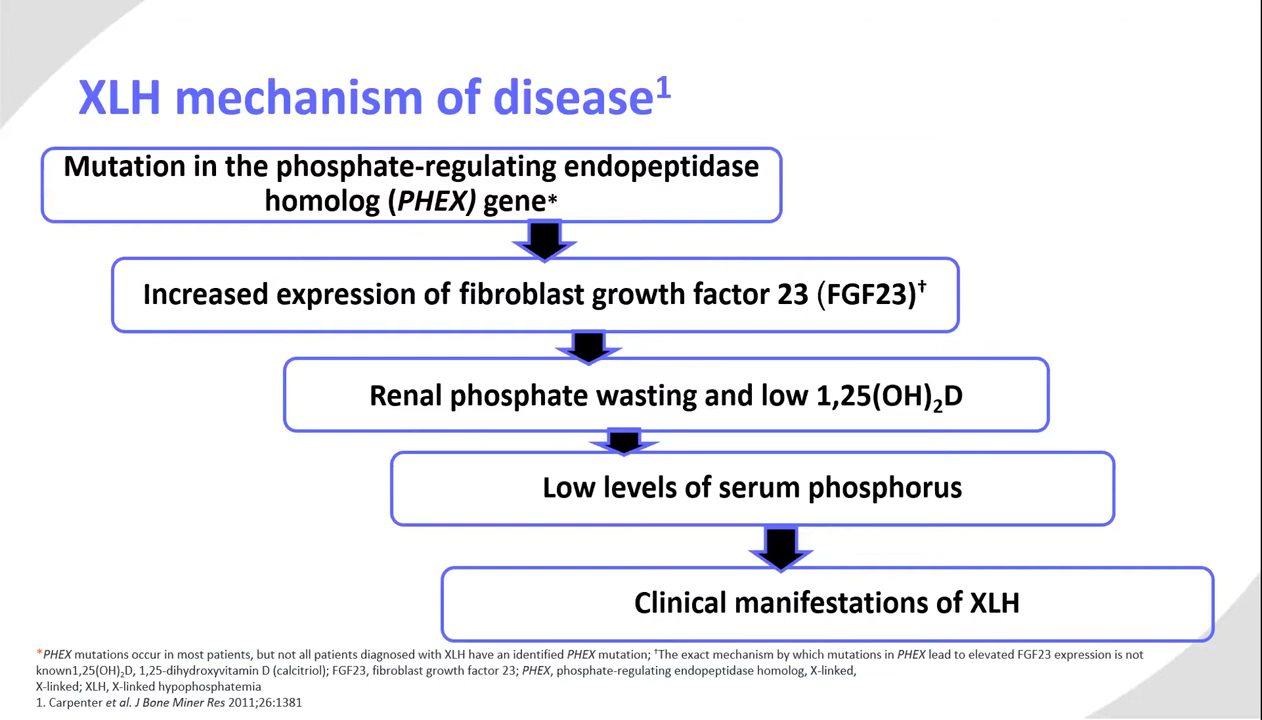 XLH mechanism of disease¹
Mutation in the phosphate-regulating endopeptidase
homolog (PHEX) gene*
Increased expression of fibroblast growth factor 23 (FGF23)†
Renal phosphate wasting and low 1,25(OH)₂D
Low levels of serum phosphorus
Clinical manifestations of XLH
*PHEX mutations occur in most patients, but not all patients diagnosed with XLH have an identified PHEX mutation; †The exact mechanism by which mutations in PHEX lead to elevated FGF23 expression is not
known1,25(OH)₂D, 1,25-dihydroxyvitamin D (calcitriol); FGF23, fibroblast growth factor 23; PHEX, phosphate-regulating endopeptidase homolog, X-linked,
X-linked; XLH, X-linked hypophosphatemia
1. Carpenter et al. J Bone Miner Res 2011;26:1381